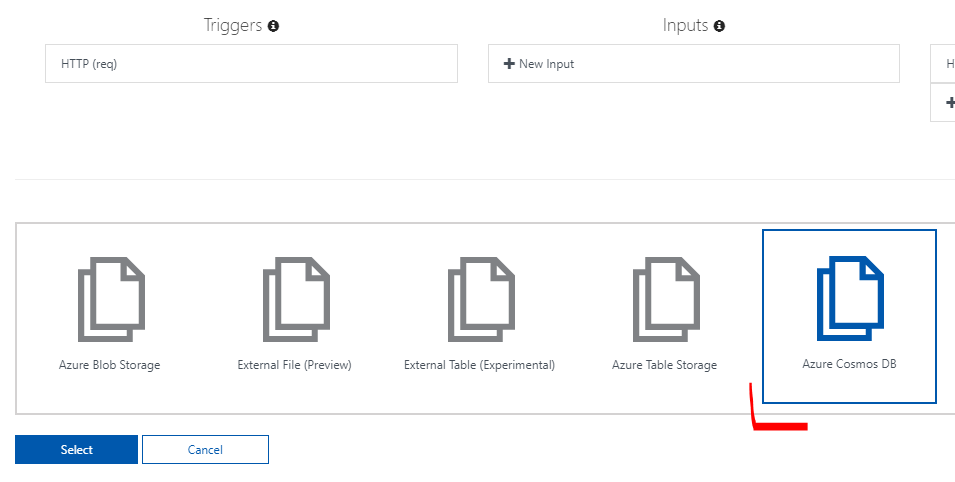 Triggers
Inputs
HTTP (req)
New Input
H
Azure Blob Storage
External File (Preview)
External Table (Experimental)
Azure Table Storage
Azure Cosmos DB
Select
Cancel